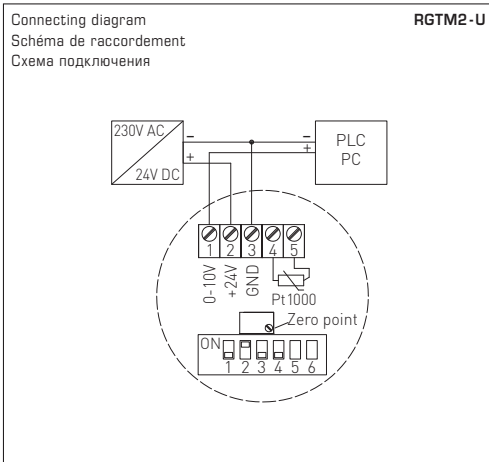 Connecting diagram RGTM2-U
Schéma de raccordement
Схема подключения
230V AC
24V DC
−
+
−
+
PLC
PC
1 2 3 4 5
0-10V
+24V
GND
Pt1000
Zero point
ON
1 2 3 4 5 6